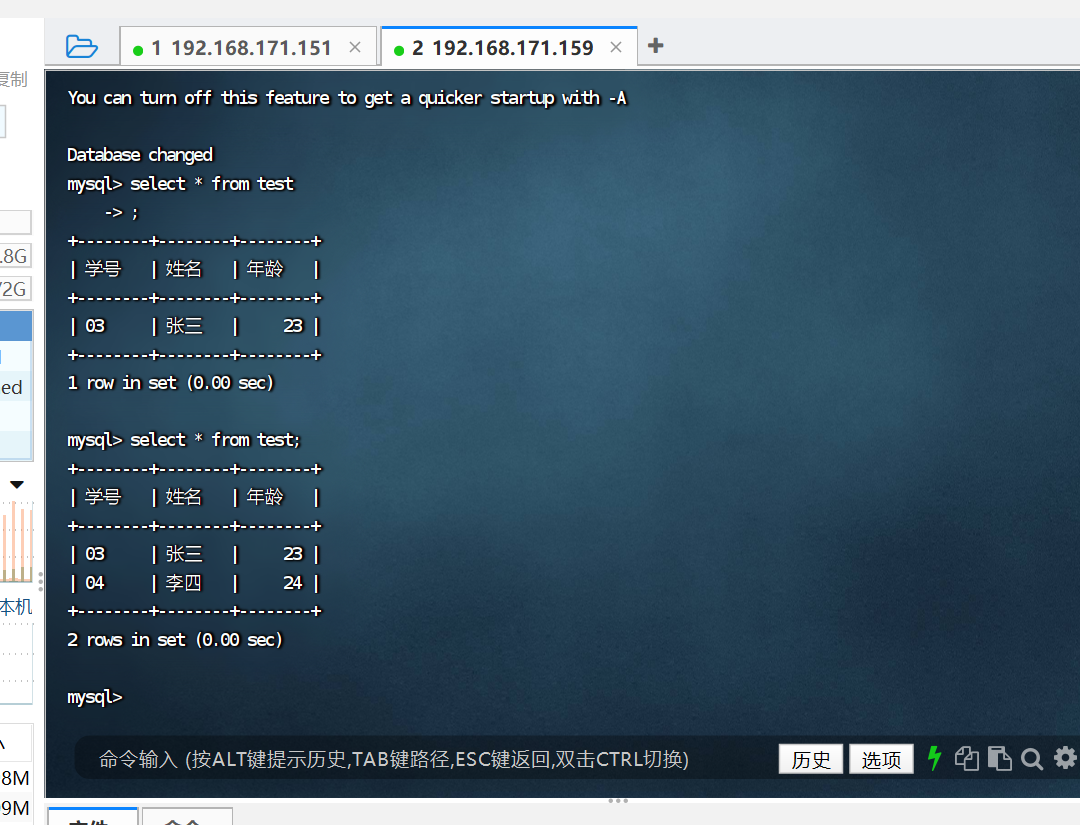 1 192.168.171.151 ×
2 192.168.171.159 ×
+
复制
You can turn off this feature to get a quicker startup with -A
Database changed
mysql> select * from test
-> ;
+--------+--------+--------+
| 学号 | 姓名 | 年龄 |
+--------+--------+--------+
| 03 | 张三 | 23 |
+--------+--------+--------+
1 row in set (0.00 sec)
mysql> select * from test;
+--------+--------+--------+
| 学号 | 姓名 | 年龄 |
+--------+--------+--------+
| 03 | 张三 | 23 |
| 04 | 李四 | 24 |
+--------+--------+--------+
2 rows in set (0.00 sec)
mysql>
.8G
/2G
ed
本机
8M
9M
命令输入 (按ALT键提示历史,TAB键路径,ESC键返回,双击CTRL切换)
历史
选项